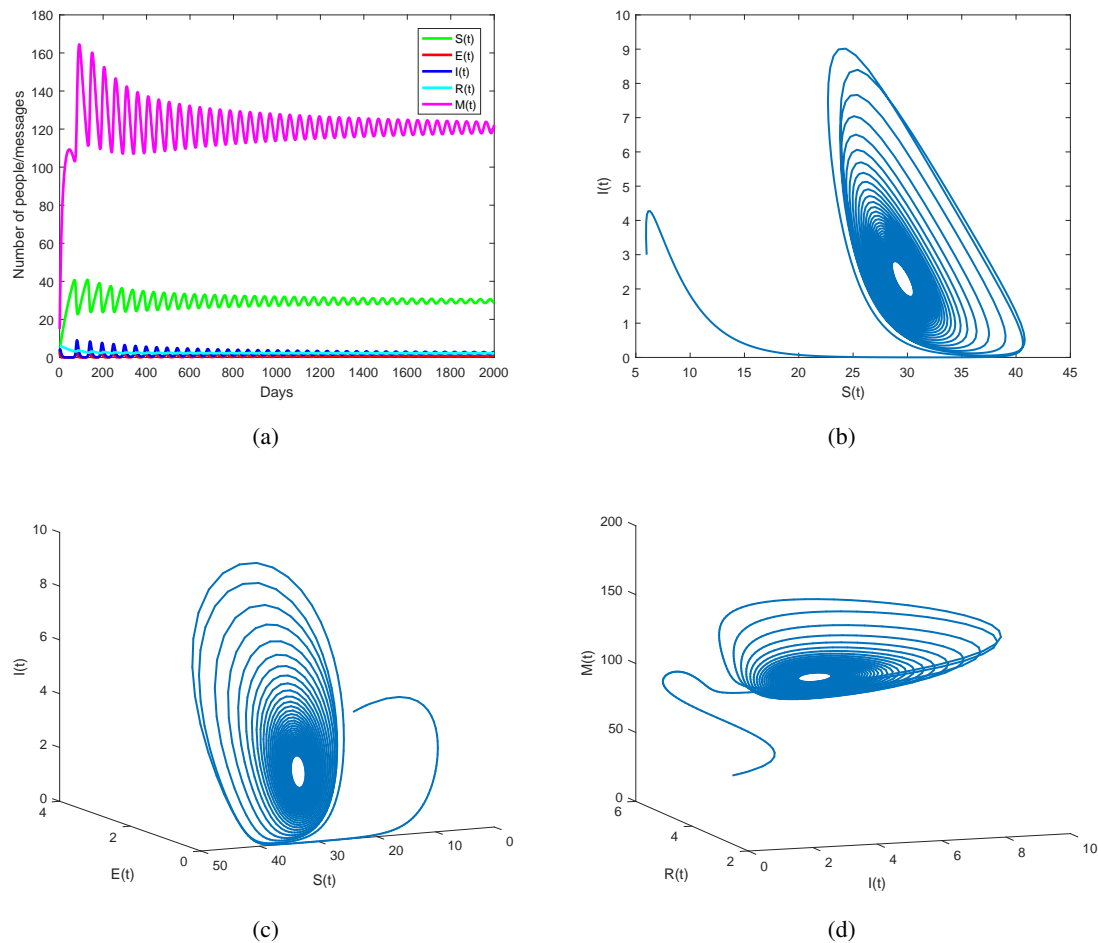 180
160
140
120
100
80
60
40
20
0
Number of people/messages
0 200 400 600 800 1000 1200 1400 1600 1800 2000
Days
S(t)
E(t)
I(t)
R(t)
M(t)
(a)
10
9
8
7
6
5
4
3
2
1
0
I(t)
5 10 15 20 25 30 35 40 45
S(t)
(b)
10
8
6
4
2
0
I(t)
4
2
0
E(t)
50 40 30 20 10 0
S(t)
(c)
200
150
100
50
0
M(t)
6
4
2
R(t)
0 2 4 6 8 10
I(t)
(d)